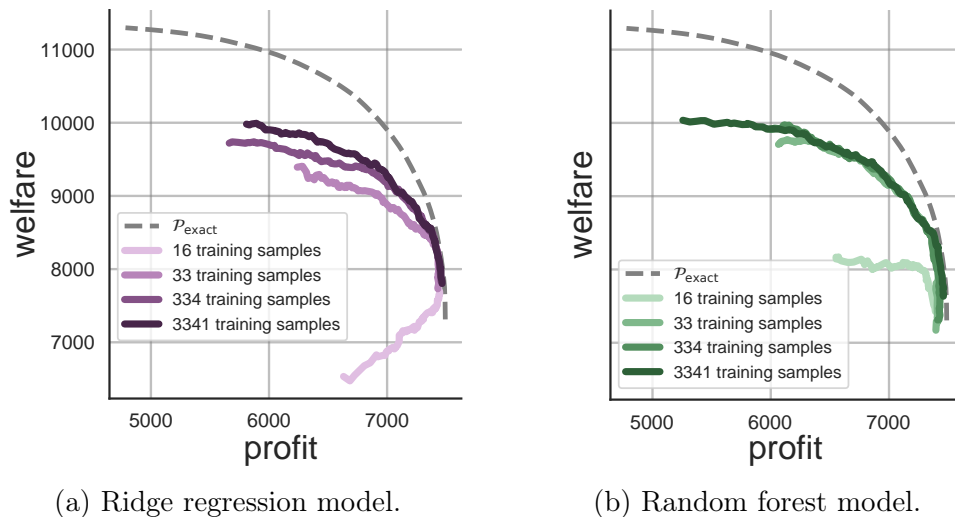 11000
10000
9000
8000
7000
welfare
𝒫exact
16 training samples
33 training samples
334 training samples
3341 training samples
5000 6000 7000
profit
(a) Ridge regression model.
welfare
𝒫exact
16 training samples
33 training samples
334 training samples
3341 training samples
5000 6000 7000
profit
(b) Random forest model.